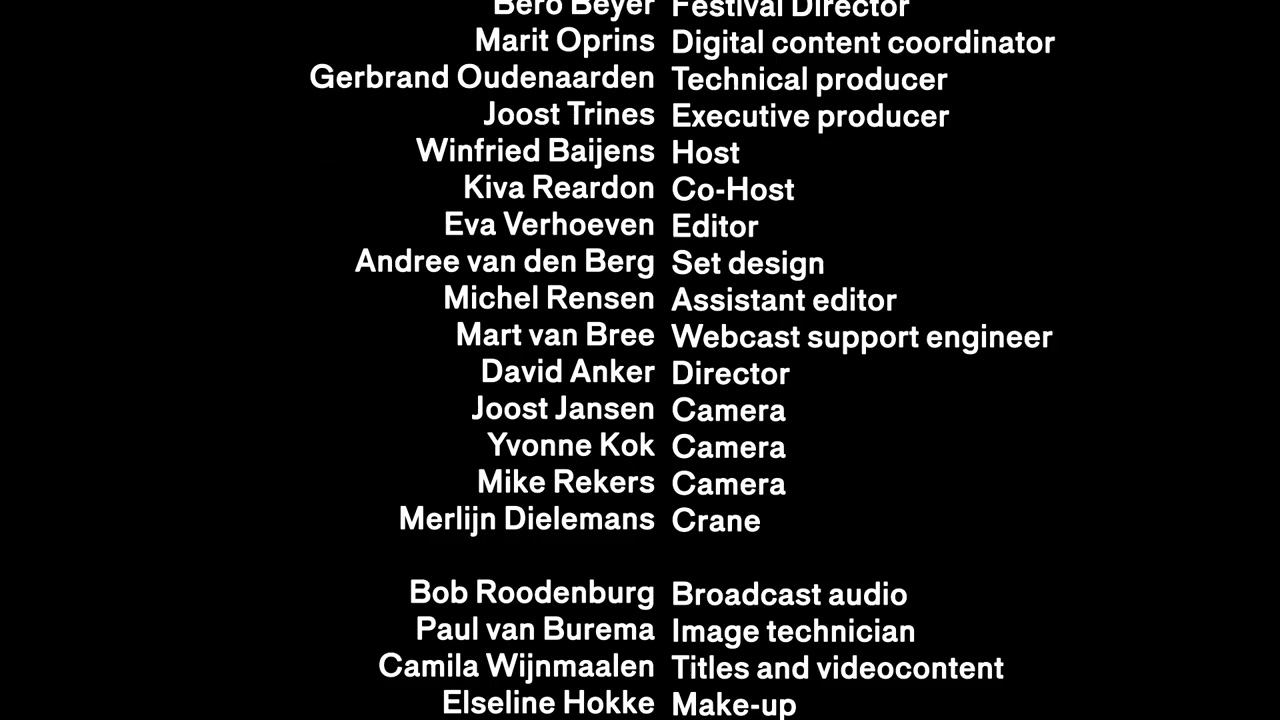 Bero Beyer Festival Director
Marit Oprins Digital content coordinator
Gerbrand Oudenaarden Technical producer
Joost Trines Executive producer
Winfried Baijens Host
Kiva Reardon Co-Host
Eva Verhoeven Editor
Andree van den Berg Set design
Michel Rensen Assistant editor
Mart van Bree Webcast support engineer
David Anker Director
Joost Jansen Camera
Yvonne Kok Camera
Mike Rekers Camera
Merlijn Dielemans Crane
Bob Roodenburg Broadcast audio
Paul van Burema Image technician
Camila Wijnmaalen Titles and videocontent
Elseline Hokke Make-up